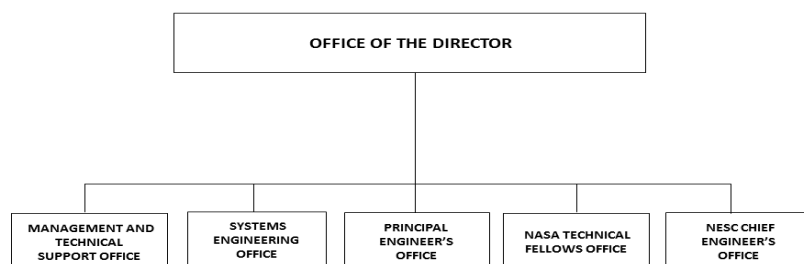 OFFICE OF THE DIRECTOR
MANAGEMENT AND
TECHNICAL
SUPPORT OFFICE
SYSTEMS
ENGINEERING
OFFICE
PRINCIPAL
ENGINEER'S
OFFICE
NASA TECHNICAL
FELLOWS OFFICE
NESC CHIEF
ENGINEER'S
OFFICE